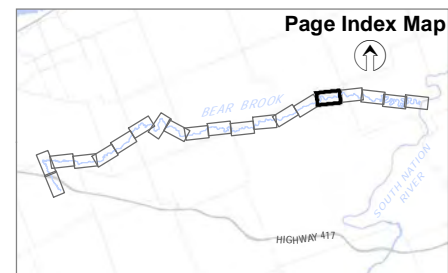 Page Index Map
BEAR BROOK
SOUTH NATION
RIVER
HIGHWAY 417